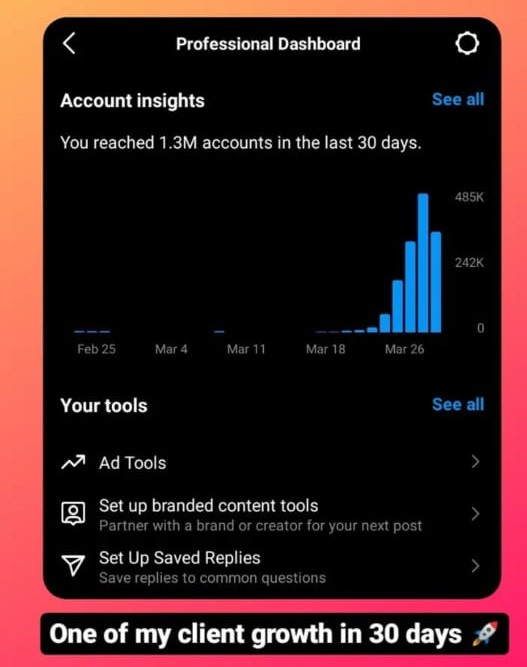 Professional Dashboard
Account insights
See all
You reached 1.3M accounts in the last 30 days.
485K
242K
0
Feb 25
Mar 4
Mar 11
Mar 18
Mar 26
Your tools
See all
Ad Tools
Set up branded content tools
Partner with a brand or creator for your next post
Set Up Saved Replies
Save replies to common questions
One of my client growth in 30 days 🚀